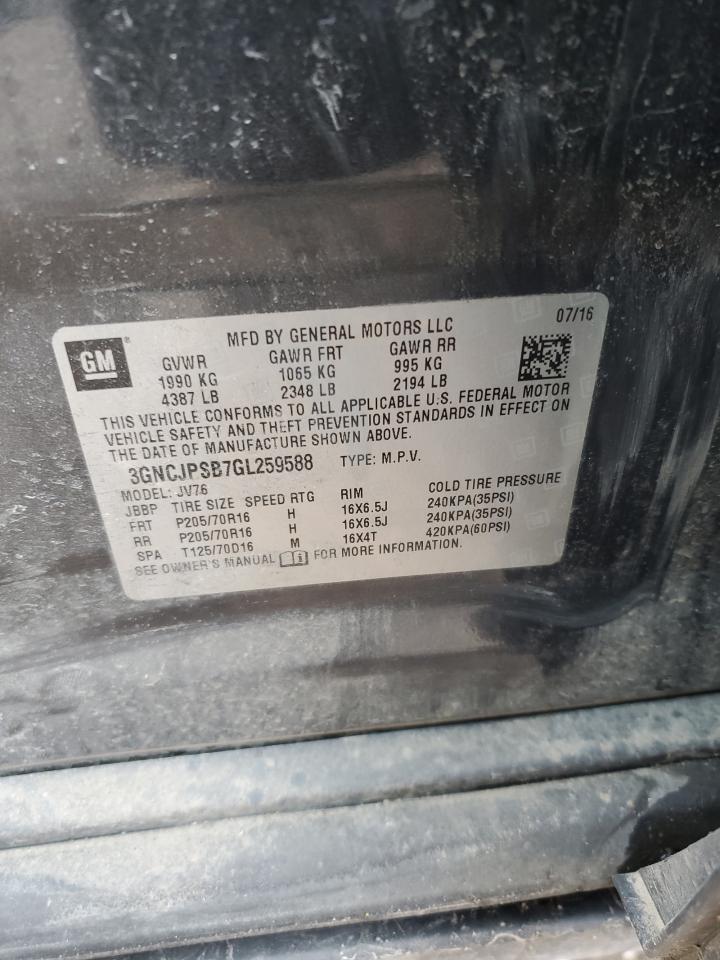 GM®
MFD BY GENERAL MOTORS LLC 07/16
GVWR GAWR FRT GAWR RR
1990 KG 1065 KG 995 KG
4387 LB 2348 LB 2194 LB
THIS VEHICLE CONFORMS TO ALL APPLICABLE U.S. FEDERAL MOTOR
VEHICLE SAFETY AND THEFT PREVENTION STANDARDS IN EFFECT ON
THE DATE OF MANUFACTURE SHOWN ABOVE.
3GNCJPSB7GL259588 TYPE: M.P.V.
MODEL: JV76
JBBP TIRE SIZE SPEED RTG RIM COLD TIRE PRESSURE
FRT P205/70R16 H 16X6.5J 240KPA(35PSI)
RR P205/70R16 H 16X6.5J 240KPA(35PSI)
SPA T125/70D16 M 16X4T 420KPA(60PSI)
SEE OWNER'S MANUAL i FOR MORE INFORMATION.